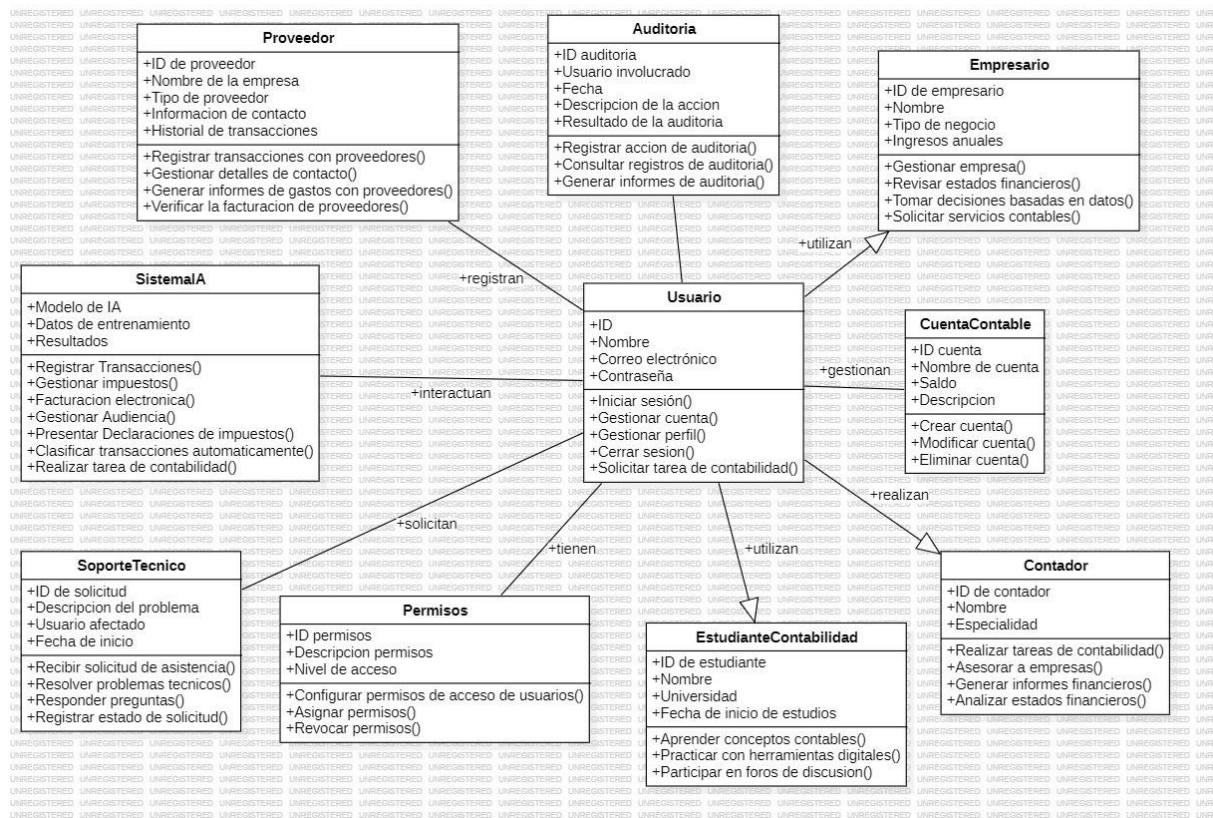 Proveedor
+ID de proveedor
+Nombre de la empresa
+Tipo de proveedor
+Informacion de contacto
+Historial de transacciones
+Registrar transacciones con proveedores()
+Gestionar detalles de contacto()
+Generar informes de gastos con proveedores()
+Verificar la facturacion de proveedores()
Auditoria
+ID auditoria
+Usuario involucrado
+Fecha
+Descripcion de la accion
+Resultado de la auditoria
+Registrar accion de auditoria()
+Consultar registros de auditoria()
+Generar informes de auditoria()
Empresario
+ID de empresario
+Nombre
+Tipo de negocio
+Ingresos anuales
+Gestionar empresa()
+Revisar estados financieros()
+Tomar decisiones basadas en datos()
+Solicitar servicios contables()
+utilizan
+registran
SistemaIA
+Modelo de IA
+Datos de entrenamiento
+Resultados
+Registrar Transacciones()
+Gestionar impuestos()
+Facturacion electronica()
+Gestionar Audiencia()
+Presentar Declaraciones de impuestos()
+Clasificar transacciones automaticamente()
+Realizar tarea de contabilidad()
+interactuan
Usuario
+ID
+Nombre
+Correo electrónico
+Contraseña
+Iniciar sesión()
+Gestionar cuenta()
+Gestionar perfil()
+Cerrar sesion()
+Solicitar tarea de contabilidad()
+gestionan
CuentaContable
+ID cuenta
+Nombre de cuenta
+Saldo
+Descripcion
+Crear cuenta()
+Modificar cuenta()
+Eliminar cuenta()
+realizan
+solicitan
+tienen
+utilizan
SoporteTecnico
+ID de solicitud
+Descripcion del problema
+Usuario afectado
+Fecha de inicio
+Recibir solicitud de asistencia()
+Resolver problemas tecnicos()
+Responder preguntas()
+Registrar estado de solicitud()
Permisos
+ID permisos
+Descripcion permisos
+Nivel de acceso
+Configurar permisos de acceso de usuarios()
+Asignar permisos()
+Revocar permisos()
EstudianteContabilidad
+ID de estudiante
+Nombre
+Universidad
+Fecha de inicio de estudios
+Aprender conceptos contables()
+Practicar con herramientas digitales()
+Participar en foros de discusion()
Contador
+ID de contador
+Nombre
+Especialidad
+Realizar tareas de contabilidad()
+Asesorar a empresas()
+Generar informes financieros()
+Analizar estados financieros()
UNREGISTERED